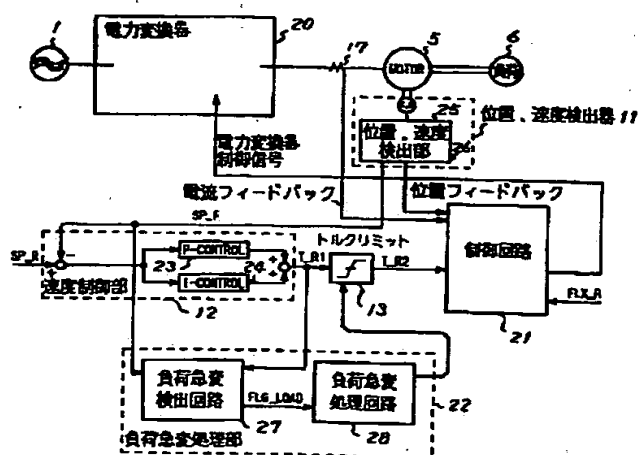 1
電力変換器
20
17
5
6
MOTOR
負荷
25
位置、速度検出器 11
位置、速度
検出部
26
電力変換器
制御信号
電流フィードバック
位置フィードバック
SP_F
SP_R
-
+
P-CONTROL
23
I-CONTROL
24
+
+
T_R1
トルクリミット
T_R2
13
制御回路
FLX_R
21
速度制御部
12
負荷急変
検出回路
27
FLG_LOAD
負荷急変
処理回路
28
22
負荷急変処理部